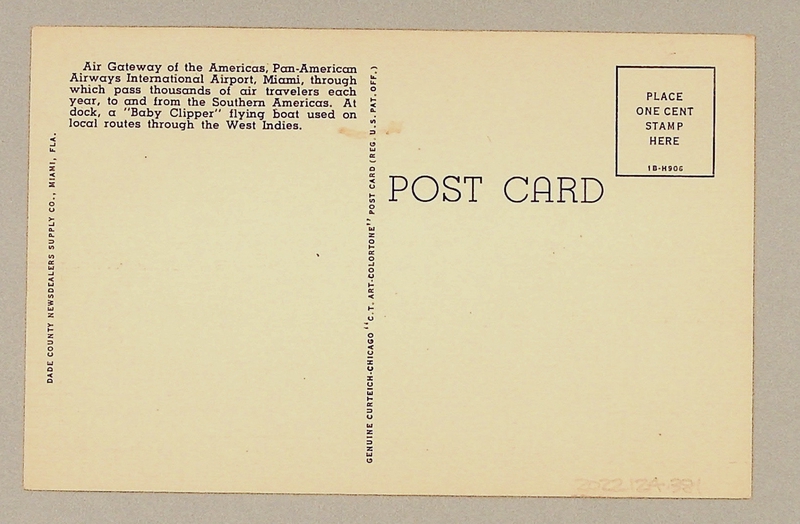 Air Gateway of the Americas, Pan-American
Airways International Airport, Miami, through
which pass thousands of air travelers each
year, to and from the Southern Americas. At
dock, a "Baby Clipper" flying boat used on
local routes through the West Indies.
DADE COUNTY NEWSDEALERS SUPPLY CO., MIAMI, FLA.
GENUINE CURTEICH-CHICAGO "C.T. ART-COLORTONE" POST CARD (REG. U.S. PAT. OFF.)
POST CARD
PLACE
ONE CENT
STAMP
HERE
1B-H906